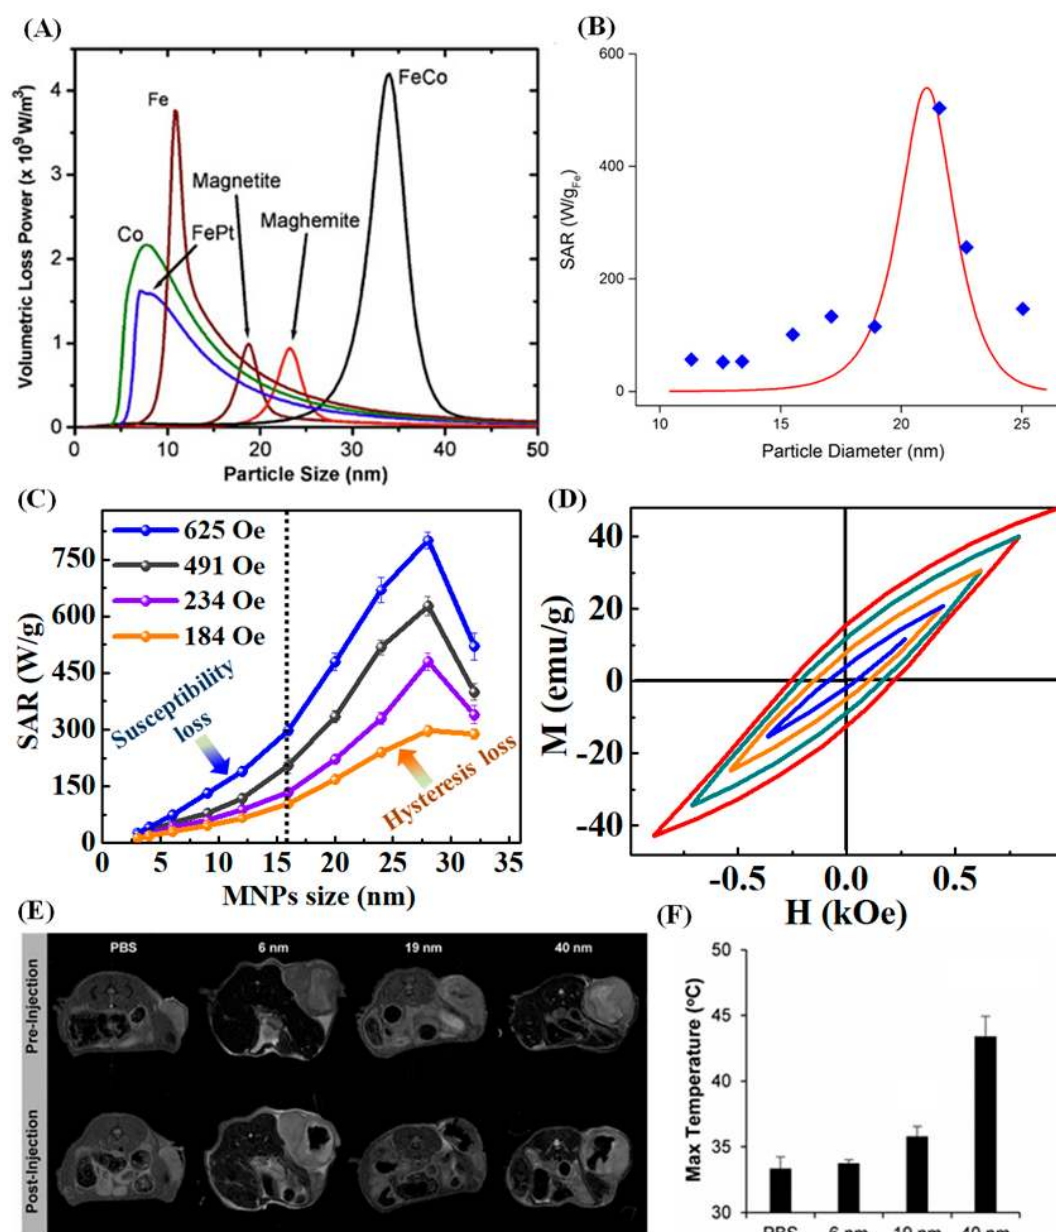 (A)
Volumetric Loss Power (x 10⁹ W/m³)
4
3
2
1
0
0 10 20 30 40 50
Particle Size (nm)
Fe
FeCo
Magnetite
Maghemite
Co
FePt
(B)
SAR (W/gFe)
600
400
200
0
10 15 20 25
Particle Diameter (nm)
(C)
SAR (W/g)
750
600
450
300
150
0
0 5 10 15 20 25 30 35
MNPs size (nm)
625 Oe
491 Oe
234 Oe
184 Oe
Susceptibility
loss
Hysteresis loss
(D)
M (emu/g)
40
20
0
-20
-40
-0.5 0.0 0.5
H (kOe)
(E)
PBS 6 nm 19 nm 40 nm
Pre-Injection
Post-Injection
(F)
Max Temperature (°C)
50
45
40
35
30
PBS 6 nm 19 nm 40 nm